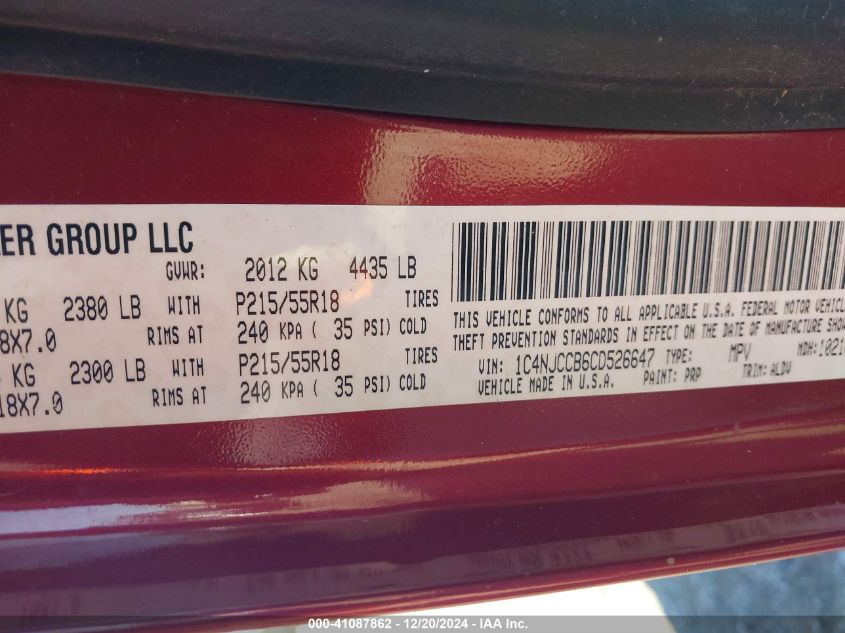 ER GROUP LLC
GVWR: 2012 KG 4435 LB
KG 2380 LB WITH P215/55R18 TIRES
8X7.0 RIMS AT 240 KPA ( 35 PSI) COLD
KG 2300 LB WITH P215/55R18 TIRES
18X7.0 RIMS AT 240 KPA ( 35 PSI) COLD
THIS VEHICLE CONFORMS TO ALL APPLICABLE U.S.A. FEDERAL MOTOR VEHICL
THEFT PREVENTION STANDARDS IN EFFECT ON THE DATE OF MANUFACTURE SHO
VIN: 1C4NJCCB6CD526647 TYPE: MPV MDH: 1021
VEHICLE MADE IN U.S.A. PAINT: PRP TRIM: ALDV
000-41087862 - 12/20/2024 - IAA Inc.